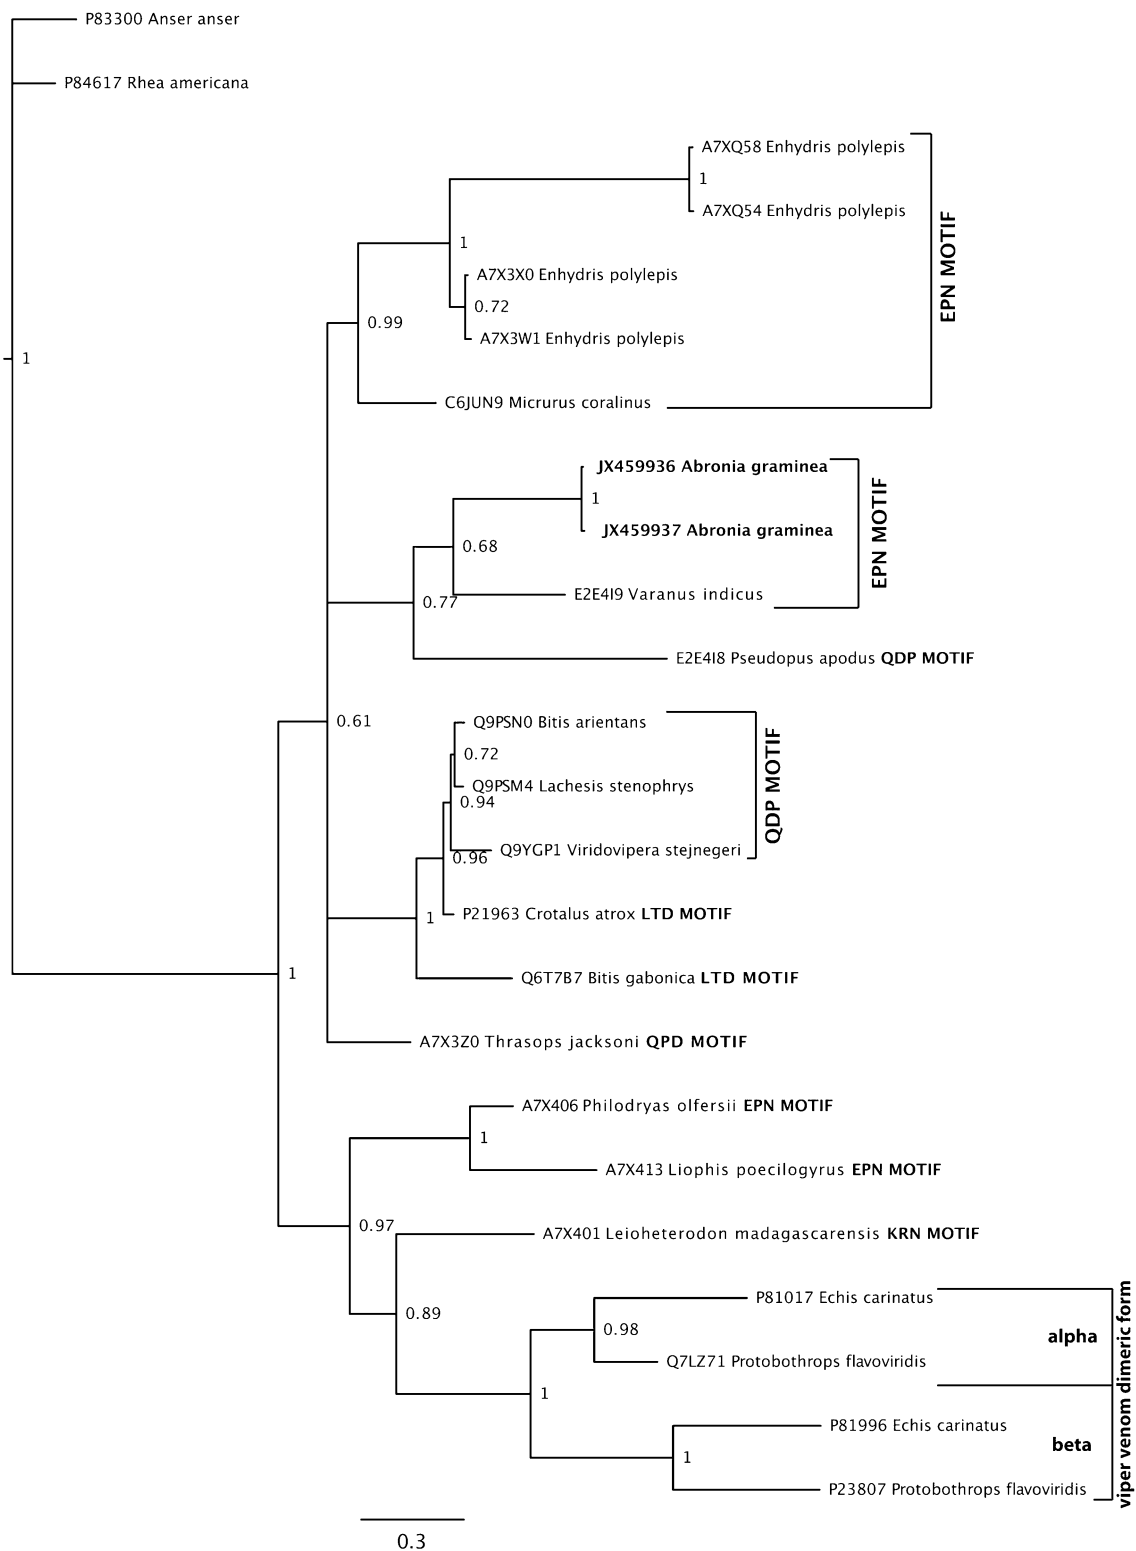 P83300 Anser anser
P84617 Rhea americana
A7XQ58 Enhydris polylepis
1
A7XQ54 Enhydris polylepis
EPN MOTIF
1
A7X3X0 Enhydris polylepis
0.72
0.99
A7X3W1 Enhydris polylepis
1
C6JUN9 Micrurus coralinus
JX459936 Abronia graminea
1
JX459937 Abronia graminea
EPN MOTIF
0.68
E2E4I9 Varanus indicus
0.77
E2E4I8 Pseudopus apodus QDP MOTIF
0.61
Q9PSN0 Bitis arientans
0.72
QDP MOTIF
Q9PSM4 Lachesis stenophrys
0.94
Q9YGP1 Viridovipera stejnegeri
0.96
P21963 Crotalus atrox LTD MOTIF
1
1
Q6T7B7 Bitis gabonica LTD MOTIF
A7X3Z0 Thrasops jacksoni QPD MOTIF
A7X406 Philodryas olfersii EPN MOTIF
1
A7X413 Liophis poecilogyrus EPN MOTIF
0.97
A7X401 Leioheterodon madagascarensis KRN MOTIF
0.89
P81017 Echis carinatus
0.98
alpha
Q7LZ71 Protobothrops flavoviridis
1
viper venom dimeric form
P81996 Echis carinatus
beta
1
P23807 Protobothrops flavoviridis
0.3